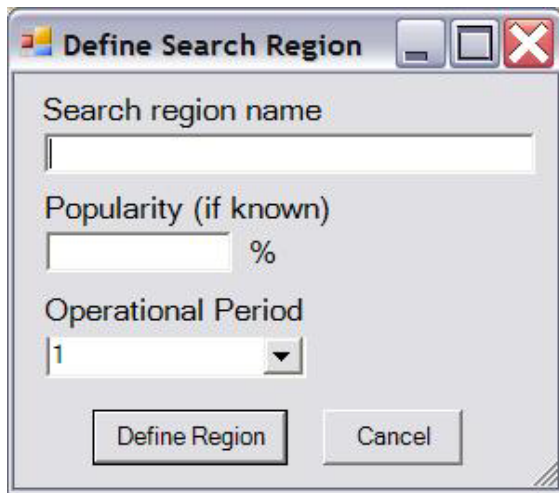 Define Search Region
Search region name
Popularity (if known)
%
Operational Period
1
Define Region Cancel